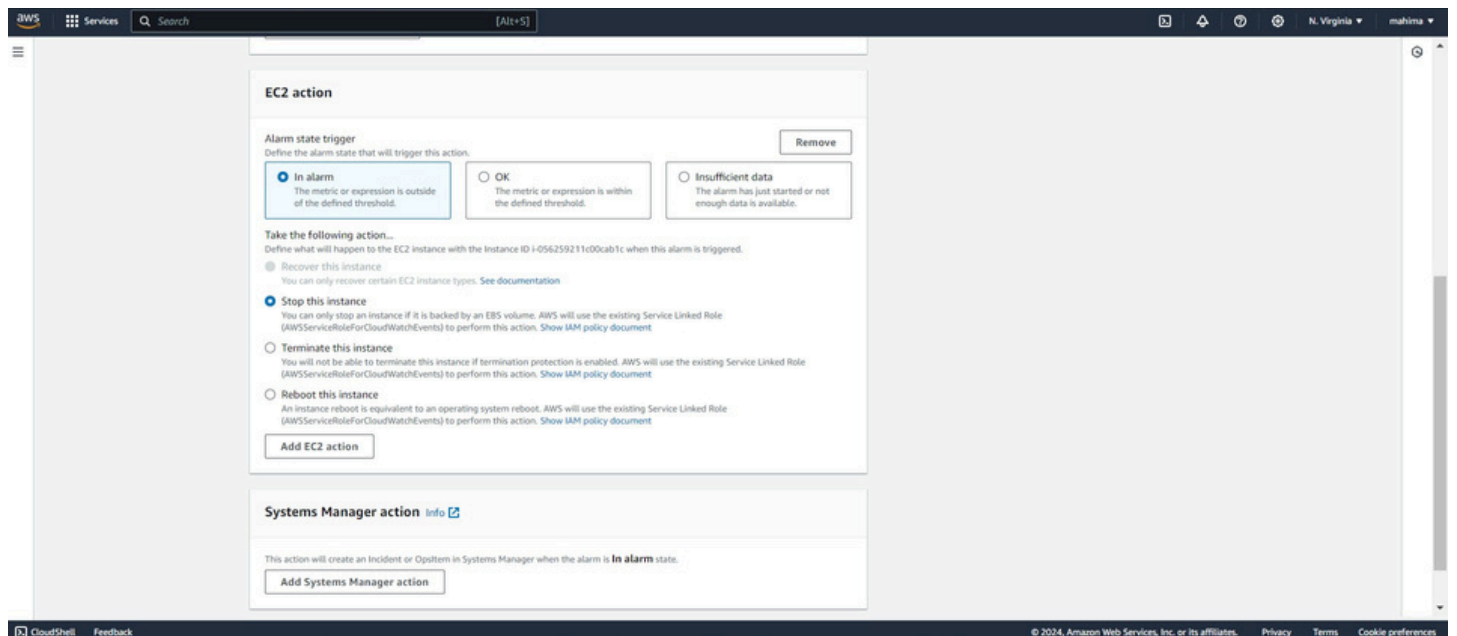 aws Services Search [Alt+S] N. Virginia mahima
EC2 action
Alarm state trigger
Define the alarm state that will trigger this action.
Remove
In alarm
The metric or expression is outside
of the defined threshold.
OK
The metric or expression is within
the defined threshold.
Insufficient data
The alarm has just started or not
enough data is available.
Take the following action...
Define what will happen to the EC2 instance with the Instance ID i-056259211c00cab1c when this alarm is triggered.
Recover this instance
You can only recover certain EC2 instance types. See documentation
Stop this instance
You can only stop an instance if it is backed by an EBS volume. AWS will use the existing Service Linked Role
(AWSServiceRoleForCloudWatchEvents) to perform this action. Show IAM policy document
Terminate this instance
You will not be able to terminate this instance if termination protection is enabled. AWS will use the existing Service Linked Role
(AWSServiceRoleForCloudWatchEvents) to perform this action. Show IAM policy document
Reboot this instance
An instance reboot is equivalent to an operating system reboot. AWS will use the existing Service Linked Role
(AWSServiceRoleForCloudWatchEvents) to perform this action. Show IAM policy document
Add EC2 action
Systems Manager action Info
This action will create an Incident or OpsItem in Systems Manager when the alarm is In alarm state.
Add Systems Manager action
CloudShell Feedback © 2024, Amazon Web Services, Inc. or its affiliates. Privacy Terms Cookie preferences